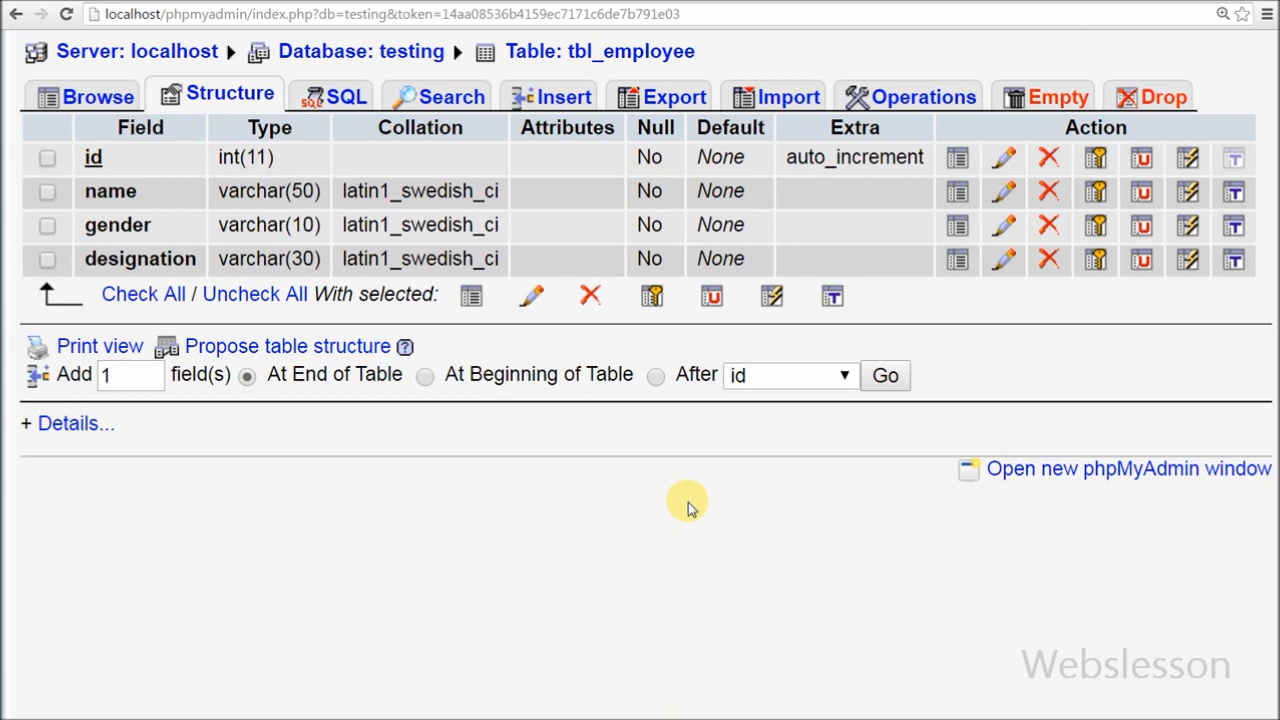 localhost/phpmyadmin/index.php?db=testing&token=14aa08536b4159ec7171c6de7b791e03
Server: localhost Database: testing Table: tbl_employee
Browse Structure SQL Search Insert Export Import Operations Empty Drop
Field Type Collation Attributes Null Default Extra Action
id int(11) No None auto_increment
name varchar(50) latin1_swedish_ci No None
gender varchar(10) latin1_swedish_ci No None
designation varchar(30) latin1_swedish_ci No None
Check All / Uncheck All With selected:
Print view Propose table structure ?
Add 1 field(s) At End of Table At Beginning of Table After id Go
+ Details...
Open new phpMyAdmin window
Webslesson